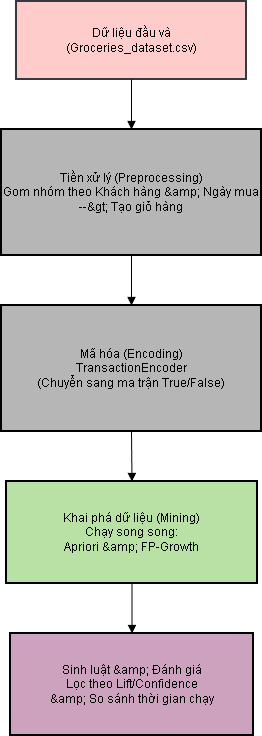 Dữ liệu đầu và
(Groceries_dataset.csv)
Tiền xử lý (Preprocessing)
Gom nhóm theo Khách hàng &amp; Ngày mua
--&gt; Tạo giỏ hàng
Mã hóa (Encoding)
TransactionEncoder
(Chuyển sang ma trận True/False)
Khai phá dữ liệu (Mining)
Chạy song song:
Apriori &amp; FP-Growth
Sinh luật &amp; Đánh giá
Lọc theo Lift/Confidence
&amp; So sánh thời gian chạy